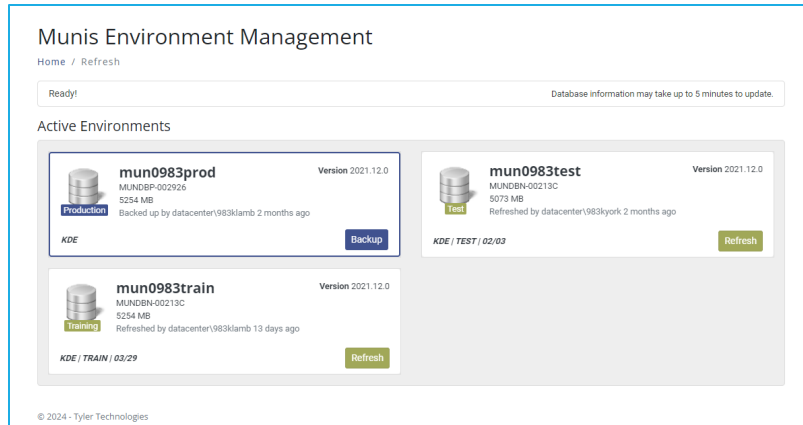 Munis Environment Management
Home / Refresh
Ready!
Database information may take up to 5 minutes to update.
Active Environments
mun0983prod
Version 2021.12.0
MUNDBP-002926
5254 MB
Backed up by datacenter\983klamb 2 months ago
Production
KDE
Backup
mun0983test
Version 2021.12.0
MUNDBN-00213C
5073 MB
Refreshed by datacenter\983kyork 2 months ago
Test
KDE | TEST | 02/03
Refresh
mun0983train
Version 2021.12.0
MUNDBN-00213C
5254 MB
Refreshed by datacenter\983klamb 13 days ago
Training
KDE | TRAIN | 03/29
Refresh
© 2024 - Tyler Technologies